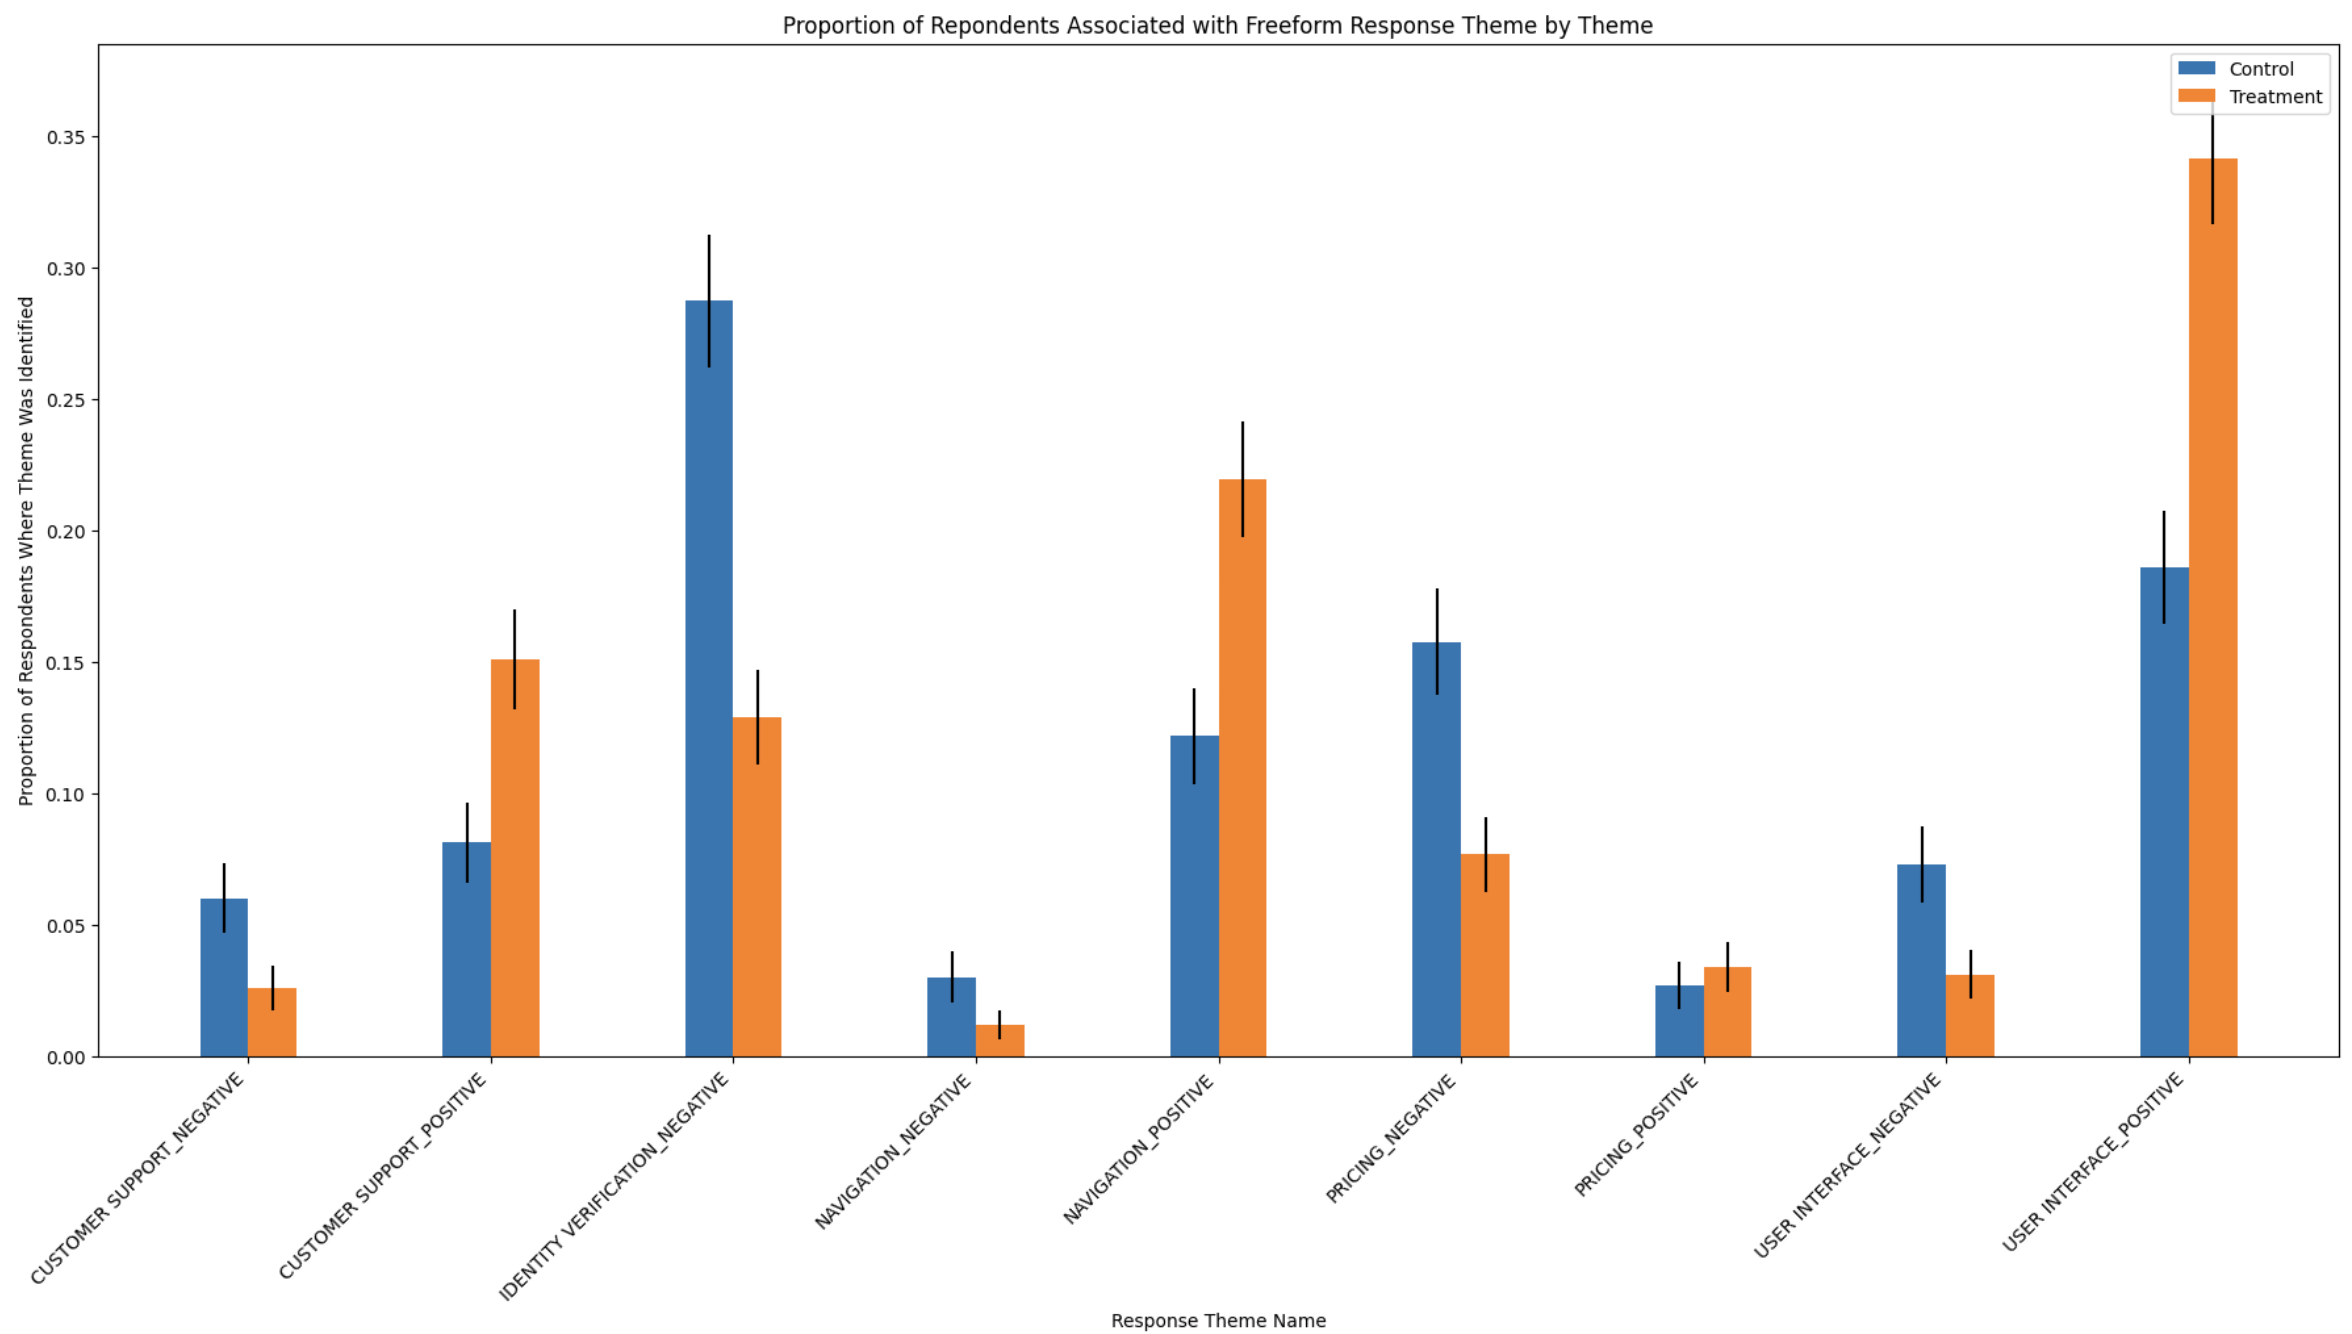 Proportion of Repondents Associated with Freeform Response Theme by Theme
Control
Treatment
Proportion of Respondents Where Theme Was Identified
0.35
0.30
0.25
0.20
0.15
0.10
0.05
0.00
CUSTOMER SUPPORT_NEGATIVE
CUSTOMER SUPPORT_POSITIVE
IDENTITY VERIFICATION_NEGATIVE
NAVIGATION_NEGATIVE
NAVIGATION_POSITIVE
PRICING_NEGATIVE
PRICING_POSITIVE
USER INTERFACE_NEGATIVE
USER INTERFACE_POSITIVE
Response Theme Name